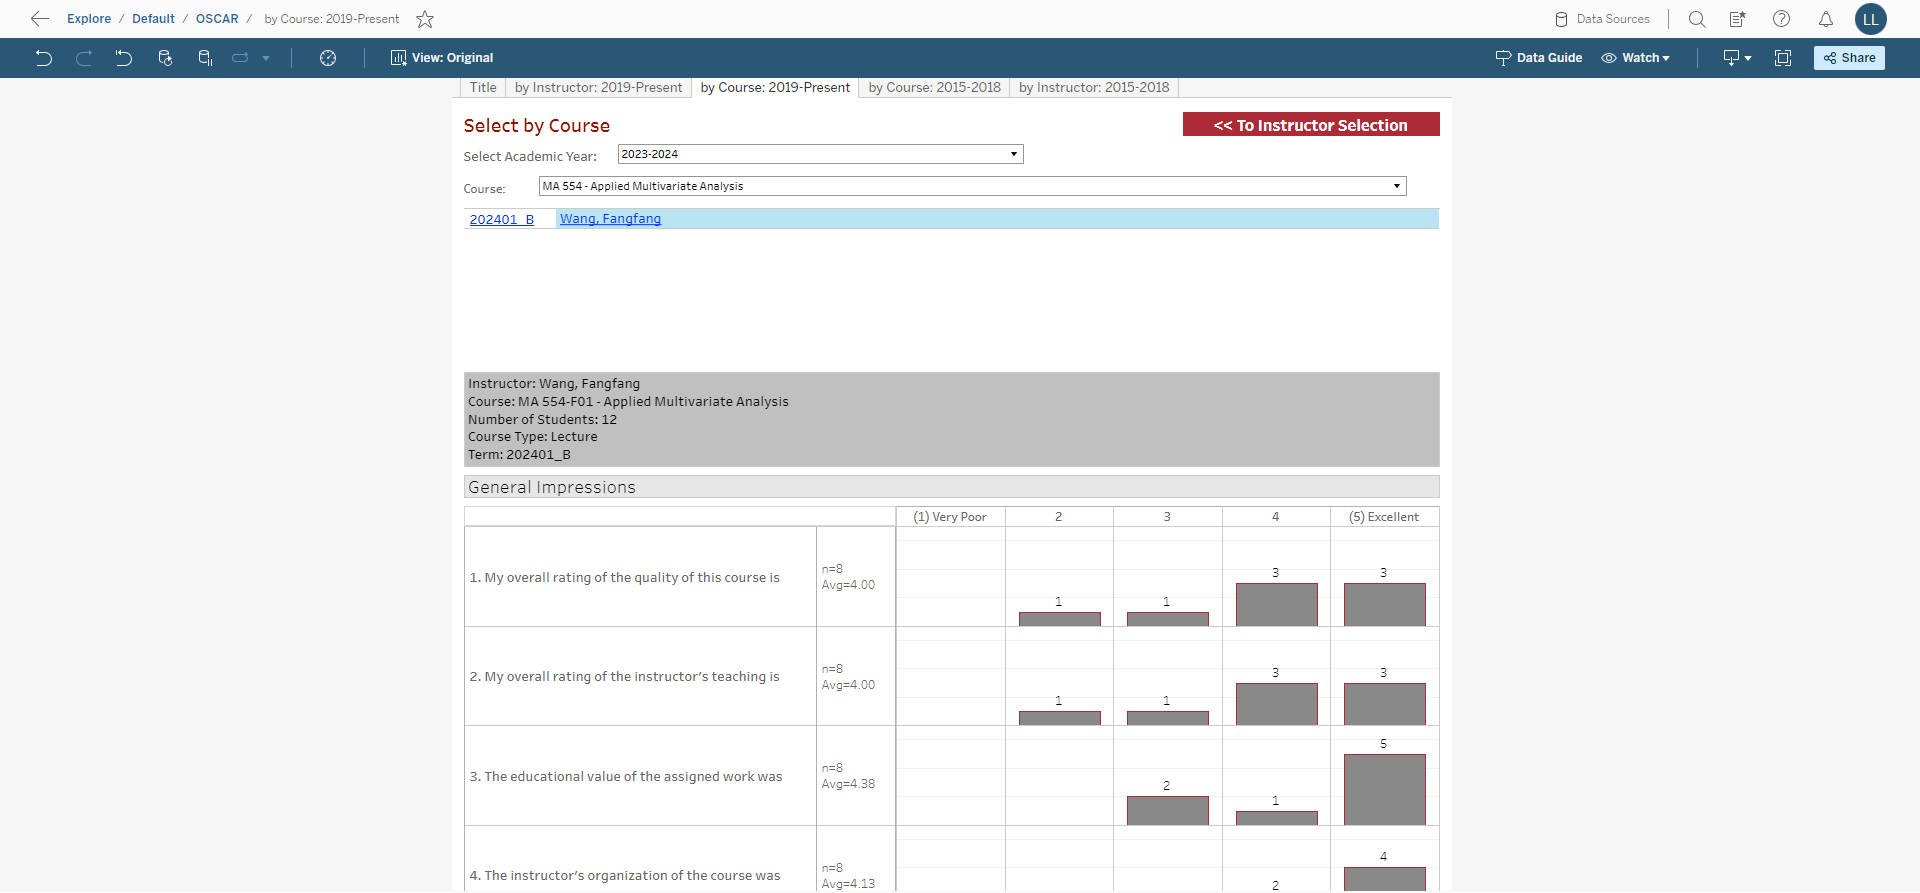 Explore / Default / OSCAR / by Course: 2019-Present
Data Sources
LL
View: Original
Data Guide
Watch
Share
Title
by Instructor: 2019-Present
by Course: 2019-Present
by Course: 2015-2018
by Instructor: 2015-2018
Select by Course
<< To Instructor Selection
Select Academic Year:
2023-2024
Course:
MA 554 - Applied Multivariate Analysis
202401_B
Wang, Fangfang
Instructor: Wang, Fangfang
Course: MA 554-F01 - Applied Multivariate Analysis
Number of Students: 12
Course Type: Lecture
Term: 202401_B
General Impressions
(1) Very Poor
2
3
4
(5) Excellent
1. My overall rating of the quality of this course is
n=8
Avg=4.00
1
1
3
3
2. My overall rating of the instructor's teaching is
n=8
Avg=4.00
1
1
3
3
3. The educational value of the assigned work was
n=8
Avg=4.38
2
1
5
4. The instructor's organization of the course was
n=8
Avg=4.13
2
4